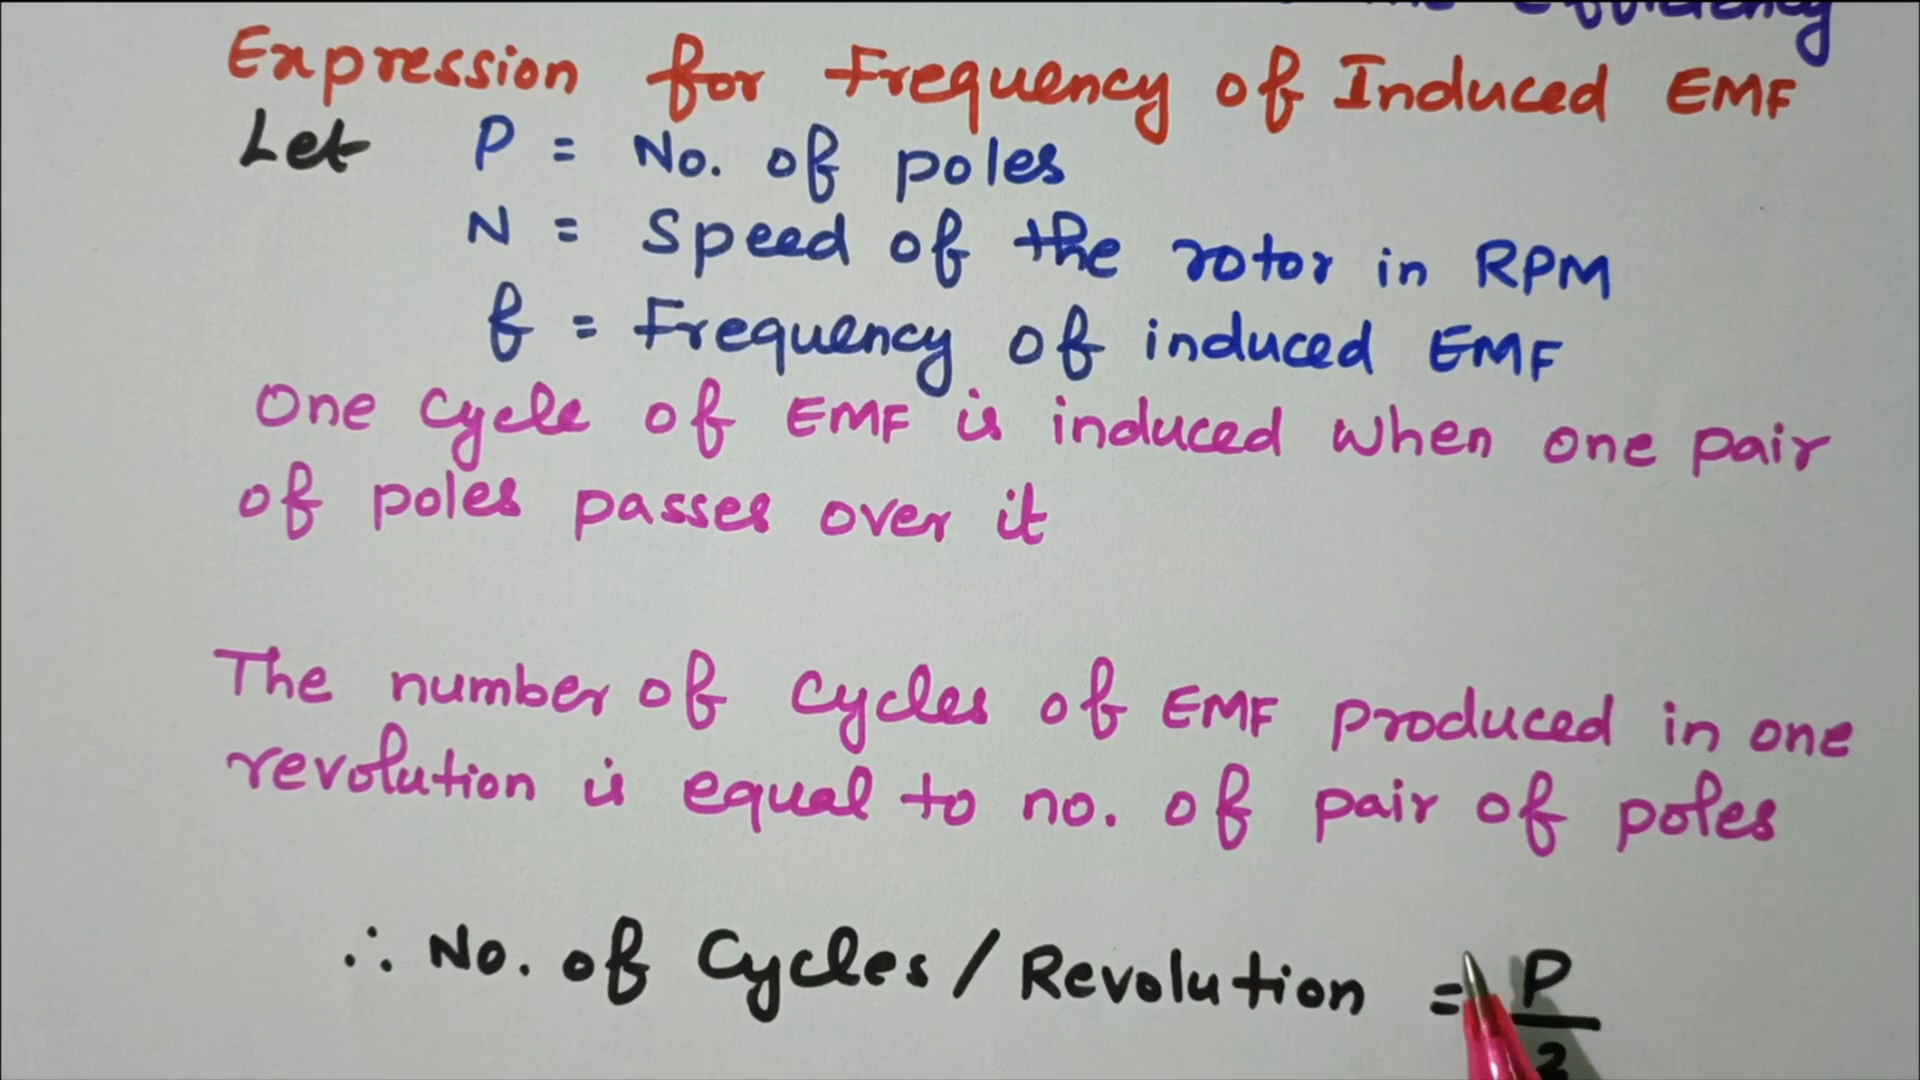 Efficiency
Expression for Frequency of Induced EMF
Let P = No. of poles
N = Speed of the rotor in RPM
f = Frequency of induced EMF
One cycle of EMF is induced when one pair
of poles passes over it
The number of cycles of EMF produced in one
revolution is equal to no. of pair of poles
∴ No. of Cycles / Revolution = P
2